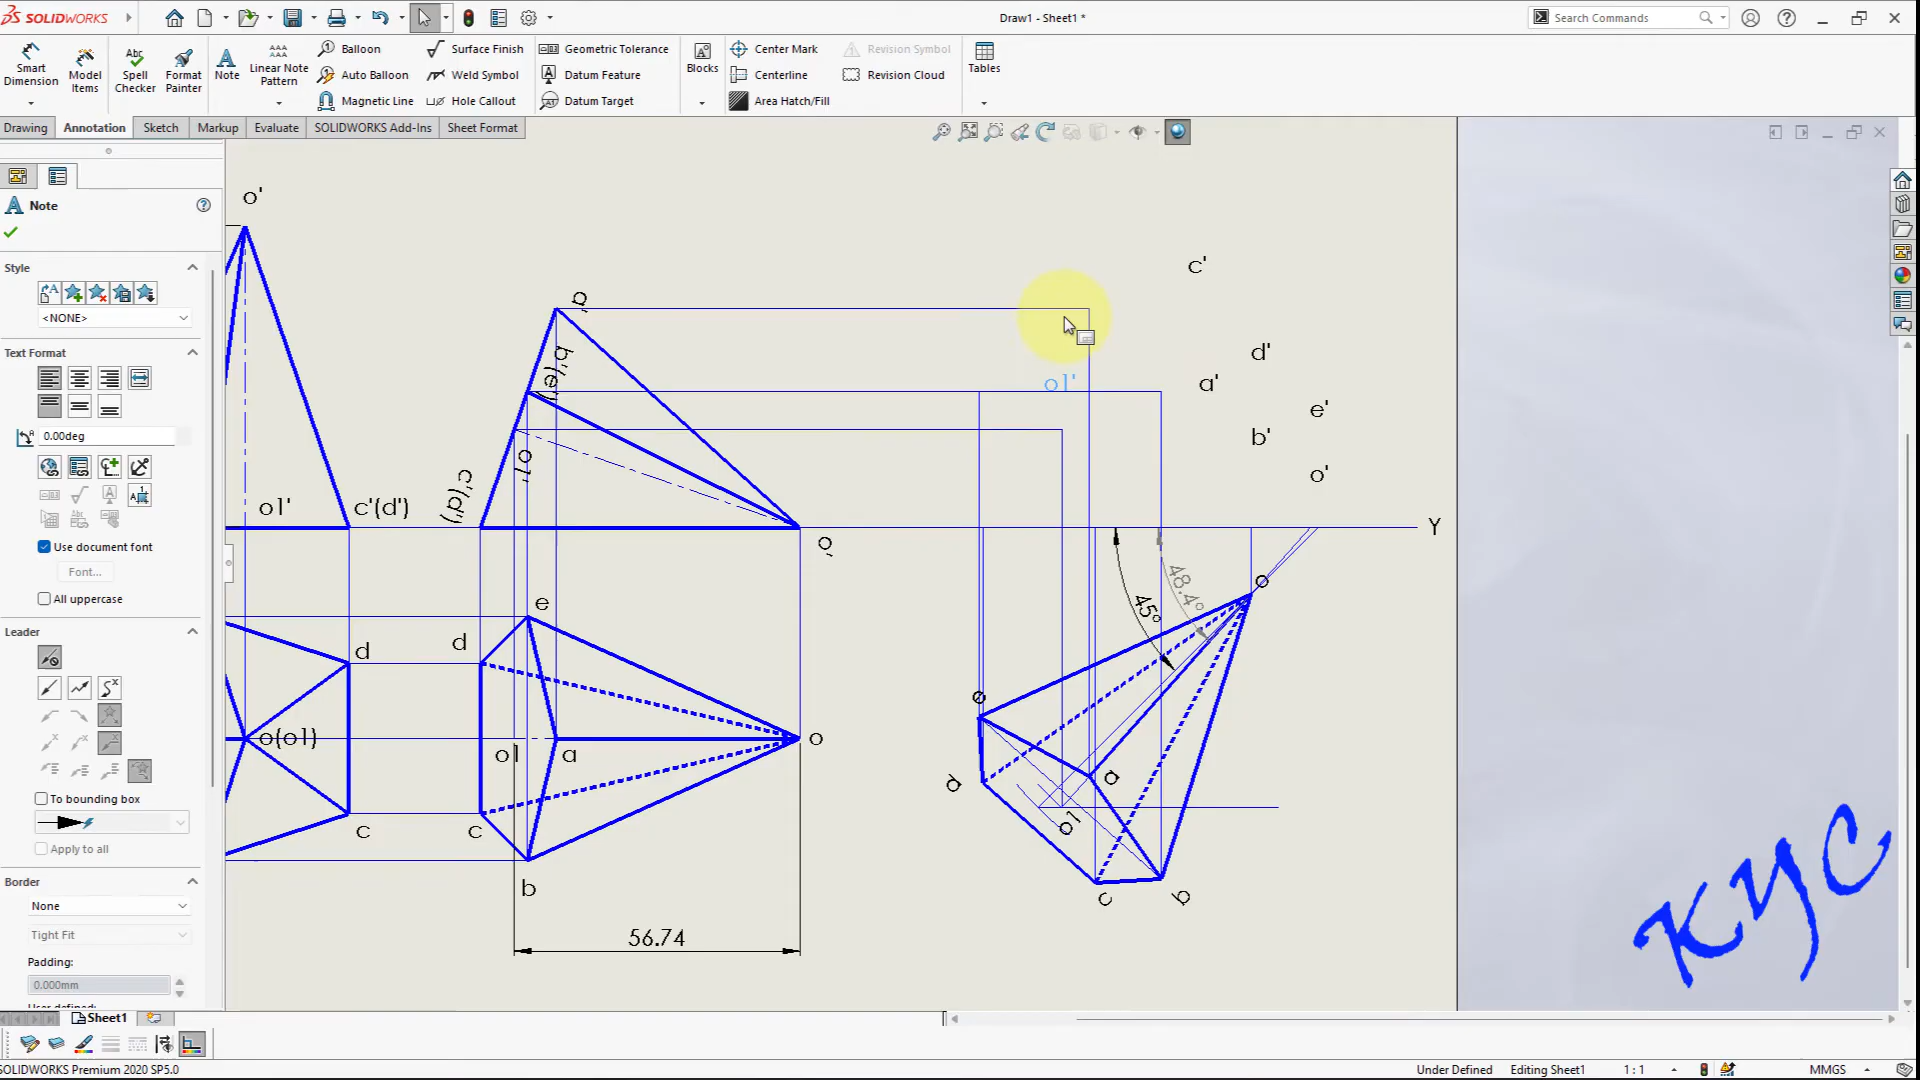 SOLIDWORKS
Draw1 - Sheet1 *
Search Commands
Smart Dimension
Model Items
Spell Checker
Format Painter
Note
Linear Note Pattern
Balloon
Auto Balloon
Magnetic Line
Surface Finish
Weld Symbol
Hole Callout
Geometric Tolerance
Datum Feature
Datum Target
Blocks
Center Mark
Centerline
Area Hatch/Fill
Revision Symbol
Revision Cloud
Tables
Drawing Annotation Sketch Markup Evaluate SOLIDWORKS Add-Ins Sheet Format
Note
Style
<NONE>
Text Format
0.00deg
Use document font
Font...
All uppercase
Leader
To bounding box
Apply to all
Border
None
Tight Fit
Padding:
0.000mm
o'
o1'
c'(d')
d
o(o1)
c
a'
b'(e')
o1'
c'(d')
o'
e
d
o1
a
o
c
b
56.74
c'
d'
o1'
a'
e'
b'
o'
Y
45°
48.4°
o
e
d
a
o1
c
b
KYC
Sheet1
SOLIDWORKS Premium 2020 SP5.0
Under Defined Editing Sheet1 1 : 1 MMGS